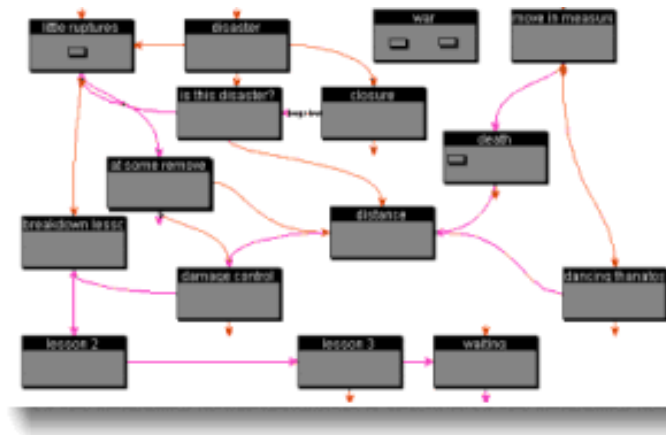 little ruptures
disaster
war
move in measure
is this disaster?
closure
death
at some remove
distance
breakdown lesso
damage control
dancing thanatos
lesson 2
lesson 3
waiting